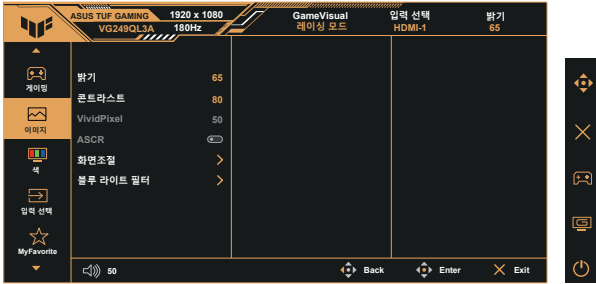 ASUS TUF GAMING 1920 x 1080
VG249QL3A 180Hz
GameVisual
레이싱 모드
입력 선택
HDMI-1
밝기
65
게이밍
이미지
색
입력 선택
MyFavorite
밝기 65
콘트라스트 80
VividPixel 50
ASCR
화면조절
블루 라이트 필터
50
Back
Enter
Exit